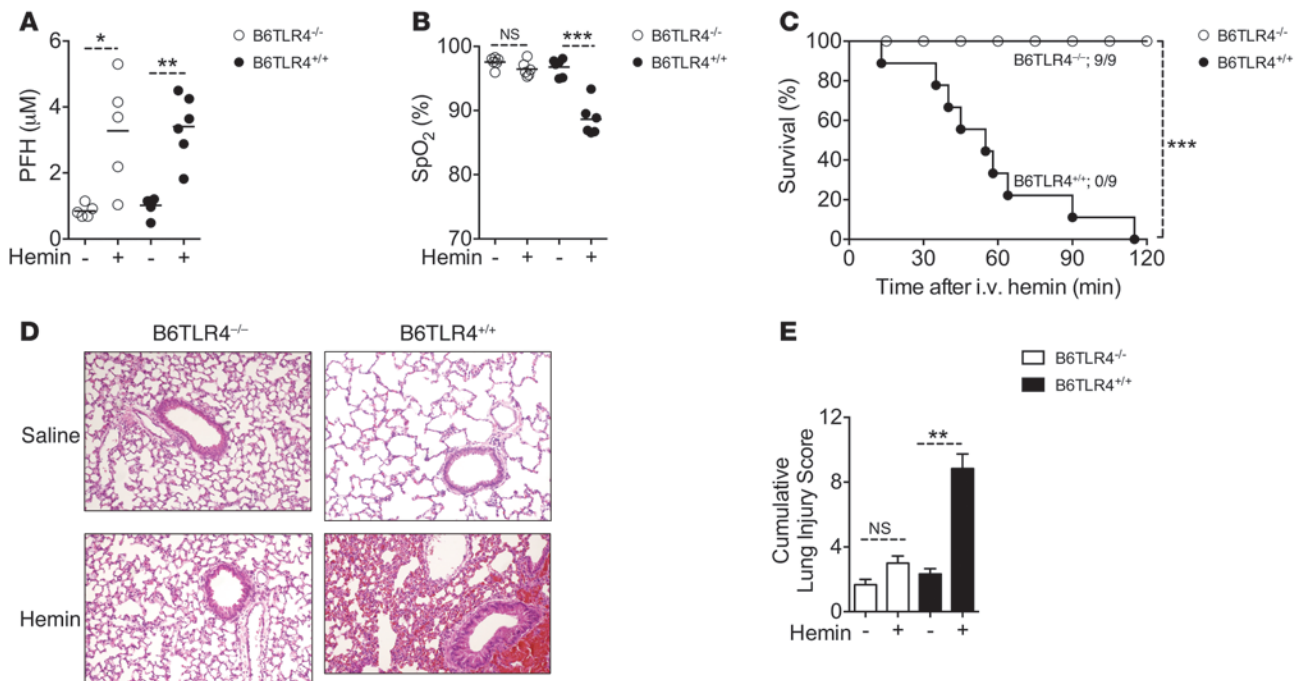 A
PFH (μM)
6
4
2
0
*
**
Hemin - + - +
B6TLR4-/-
B6TLR4+/+
B
SpO2 (%)
100
90
80
70
NS
***
Hemin - + - +
B6TLR4-/-
B6TLR4+/+
C
Survival (%)
100
80
60
40
20
0
B6TLR4–/–; 9/9
B6TLR4+/+; 0/9
0 30 60 90 120
Time after i.v. hemin (min)
***
B6TLR4-/-
B6TLR4+/+
D
B6TLR4–/– B6TLR4+/+
Saline
Hemin
E
B6TLR4-/-
B6TLR4+/+
Cumulative
Lung Injury Score
12
8
4
0
NS
**
Hemin - + - +